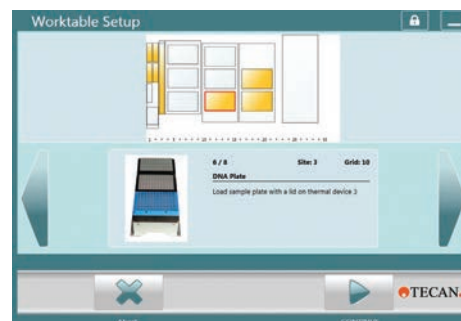 Worktable Setup
6 / 8 Site: 3 Grid: 10
DNA Plate
Load sample plate with a lid on thermal device 3
TECAN